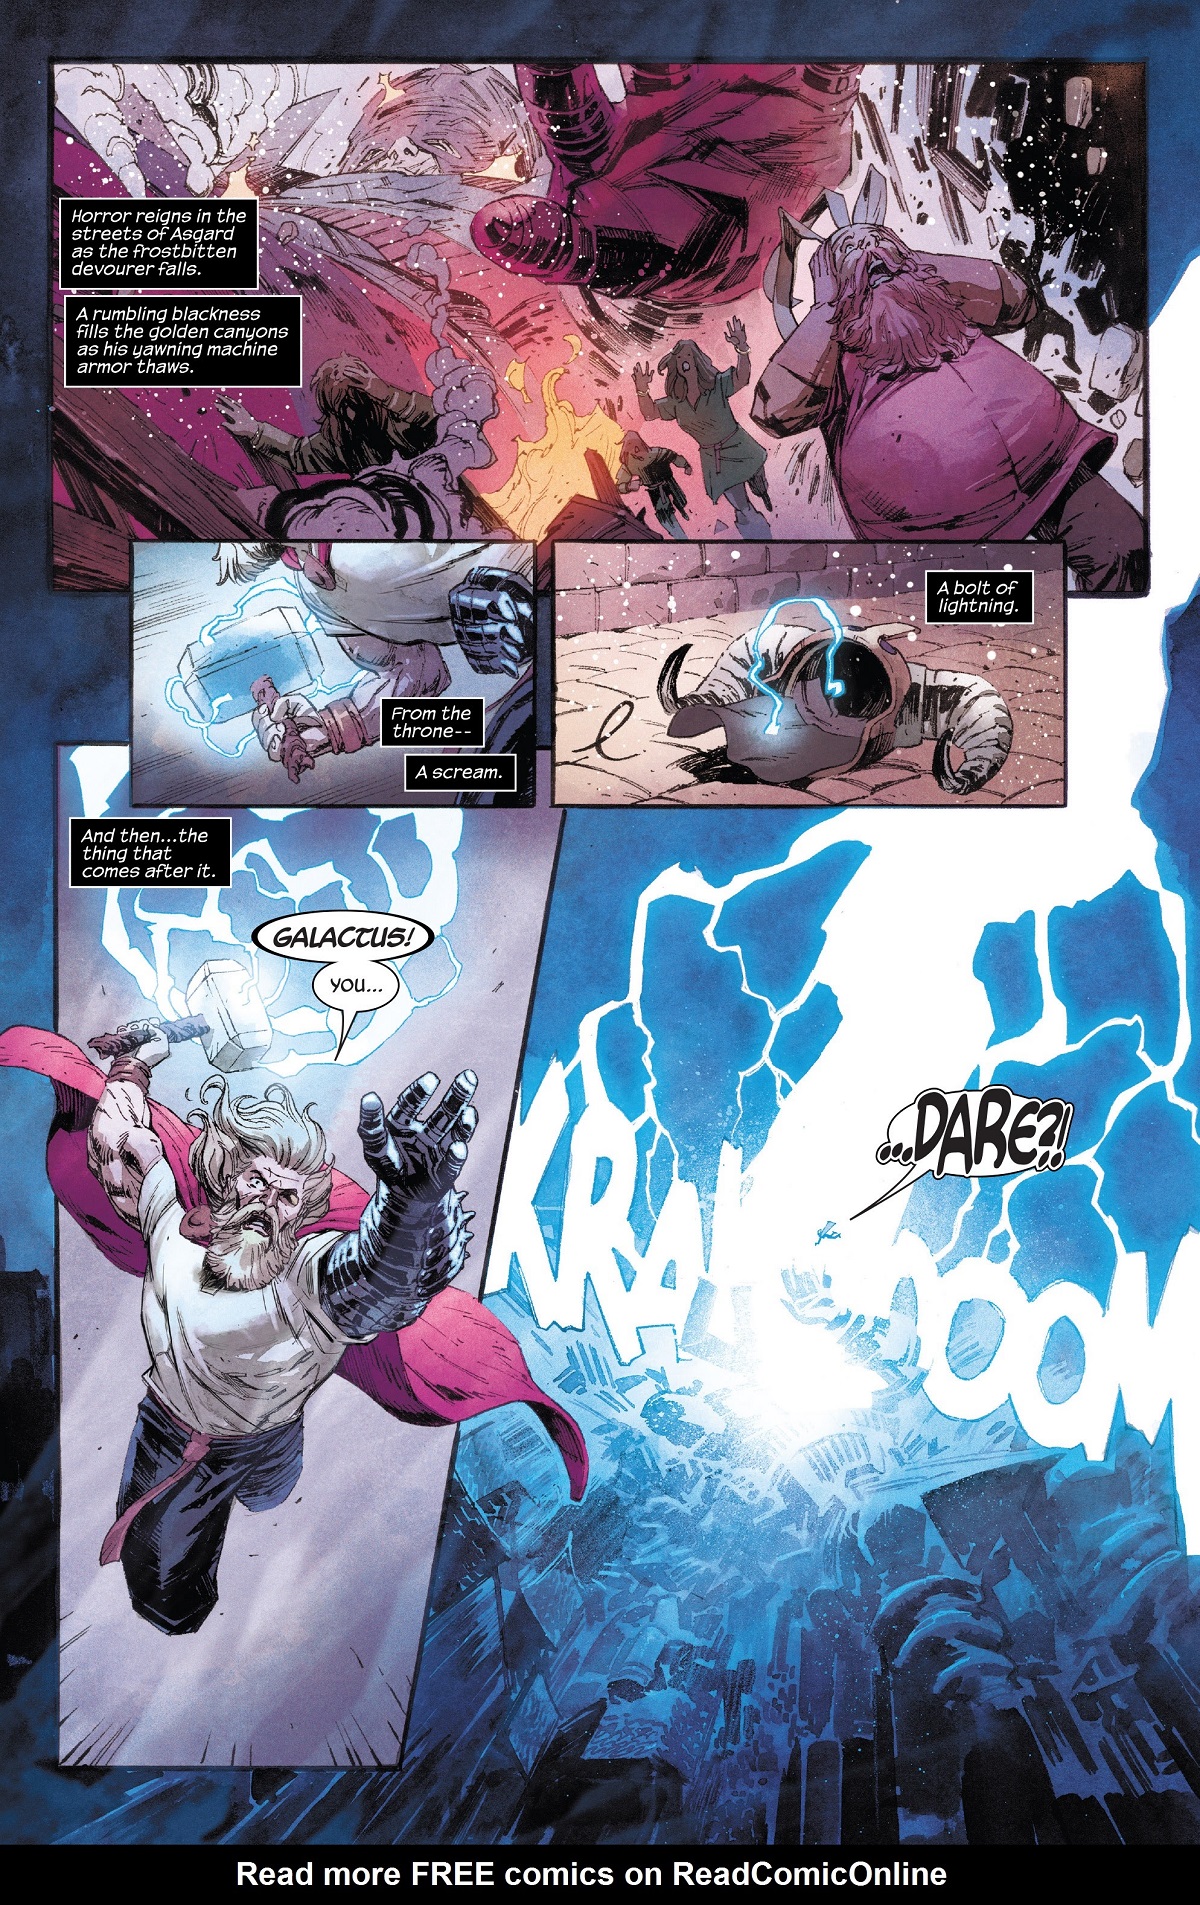 Horror reigns in the
streets of Asgard
as the frostbitten
devourer falls.
A rumbling blackness
fills the golden canyons
as his yawning machine
armor thaws.
From the
throne--
A scream.
A bolt of
lightning.
And then...the
thing that
comes after it.
GALACTUS!
YOU...
...DARE?!
Read more FREE comics on ReadComicOnline